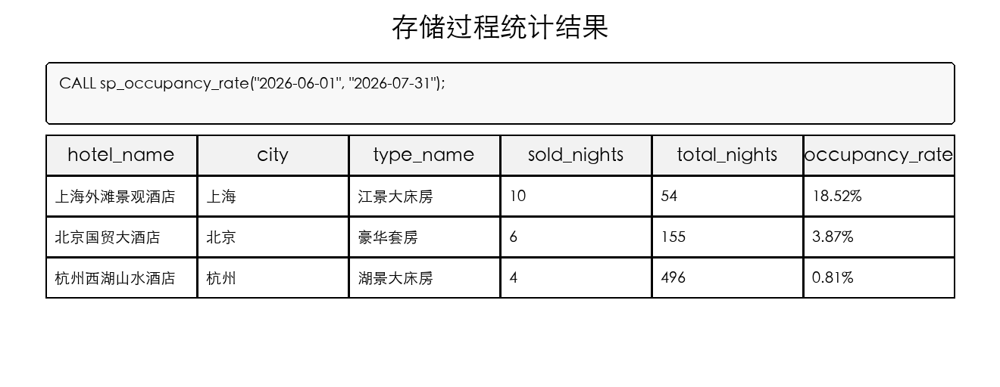 存储过程统计结果
CALL sp_occupancy_rate("2026-06-01", "2026-07-31");
hotel_name city type_name sold_nights total_nights occupancy_rate
上海外滩景观酒店 上海 江景大床房 10 54 18.52%
北京国贸大酒店 北京 豪华套房 6 155 3.87%
杭州西湖山水酒店 杭州 湖景大床房 4 496 0.81%